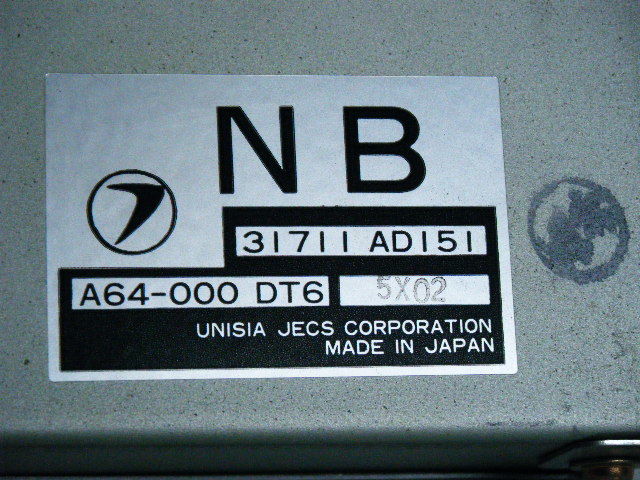 NB
31711 AD151
A64-000 DT6 5X02
UNISIA JECS CORPORATION
MADE IN JAPAN